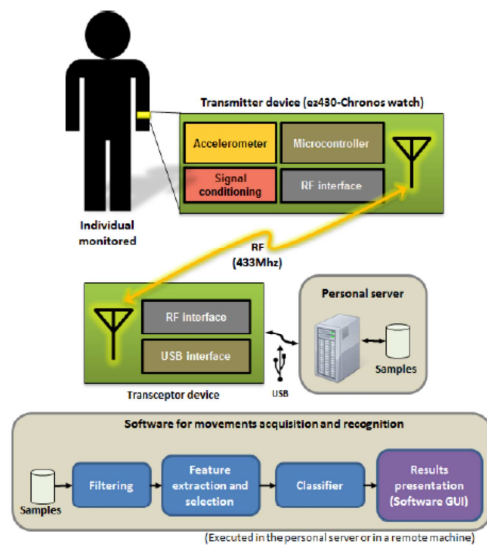 Transmitter device (ez430-Chronos watch)
Accelerometer
Microcontroller
Signal
conditioning
RF interface
Individual
monitored
RF
(433Mhz)
Personal server
RF interface
USB interface
Samples
Transceptor device
USB
Software for movements acquisition and recognition
Filtering
Feature
extraction and
selection
Classifier
Results
presentation
(Software GUI)
Samples
(Executed in the personal server or in a remote machine)